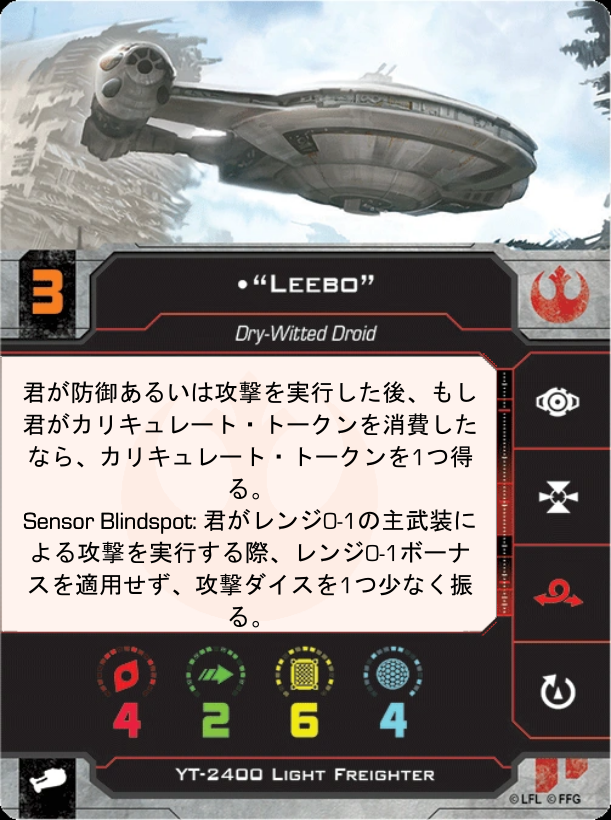 3
•“Leebo”
Dry-Witted Droid
君が防御あるいは攻撃を実行した後、もし
君がカリキュレート・トークンを消費した
なら、カリキュレート・トークンを1つ得
る。
Sensor Blindspot: 君がレンジ0-1の主武装に
よる攻撃を実行する際、レンジ0-1ボーナ
スを適用せず、攻撃ダイスを1つ少なく振
る。
4 2 6 4
YT-2400 Light Freighter
©LFL ©FFG